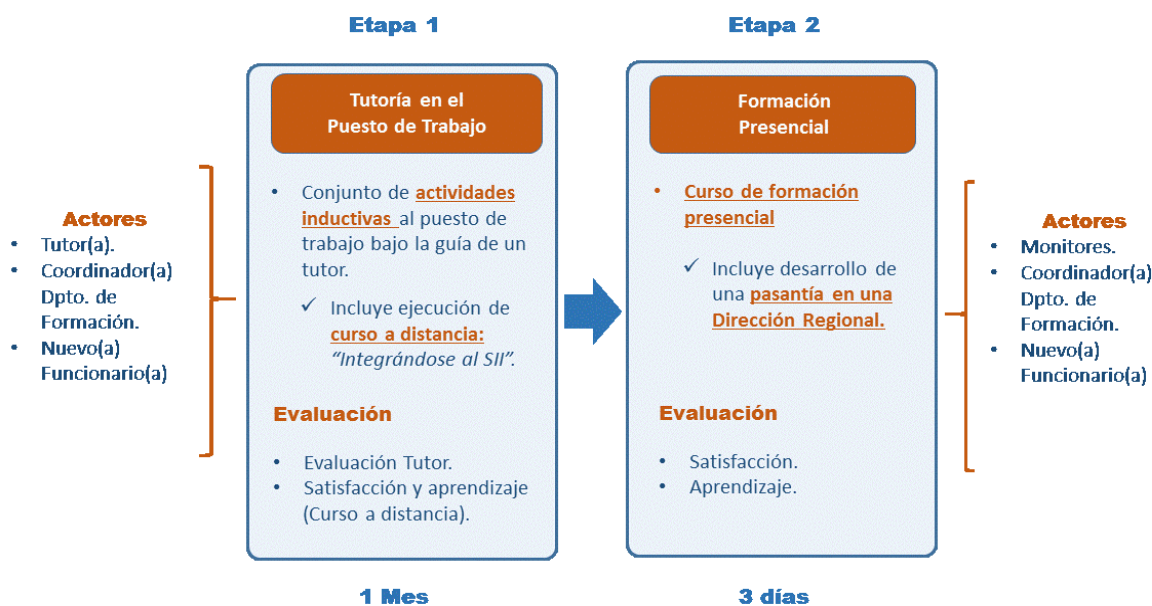 Etapa 1
Tutoría en el
Puesto de Trabajo
Actores
• Tutor(a).
• Coordinador(a)
Dpto. de
Formación.
• Nuevo(a)
Funcionario(a)
• Conjunto de actividades
inductivas al puesto de
trabajo bajo la guía de un
tutor.
✓ Incluye ejecución de
curso a distancia:
“Integrándose al SII”.
Evaluación
• Evaluación Tutor.
• Satisfacción y aprendizaje
(Curso a distancia).
1 Mes
Etapa 2
Formación
Presencial
• Curso de formación
presencial
✓ Incluye desarrollo de
una pasantía en una
Dirección Regional.
Evaluación
• Satisfacción.
• Aprendizaje.
3 días
Actores
• Monitores.
• Coordinador(a)
Dpto. de
Formación.
• Nuevo(a)
Funcionario(a)